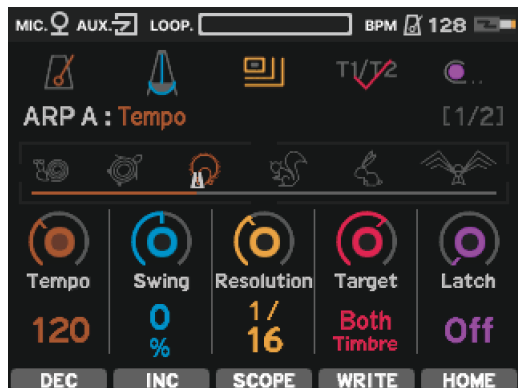 MIC. AUX. LOOP. BPM 128
T1/T2
ARP A : Tempo [1/2]
Tempo Swing Resolution Target Latch
120 0 % 1/16 Both Timbre Off
DEC INC SCOPE WRITE HOME